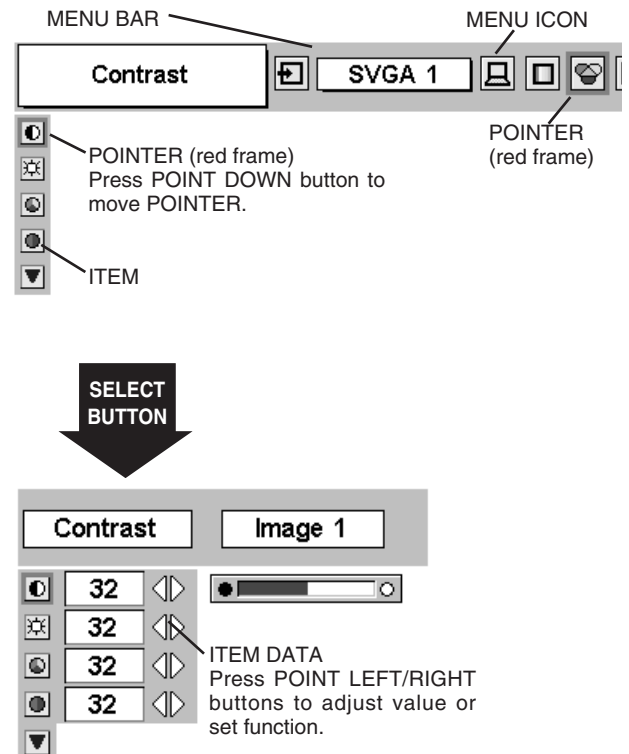 MENU BAR
MENU ICON
Contrast
SVGA 1
POINTER
(red frame)
POINTER (red frame)
Press POINT DOWN button to
move POINTER.
ITEM
SELECT
BUTTON
Contrast
Image 1
32
32
32
32
ITEM DATA
Press POINT LEFT/RIGHT
buttons to adjust value or
set function.